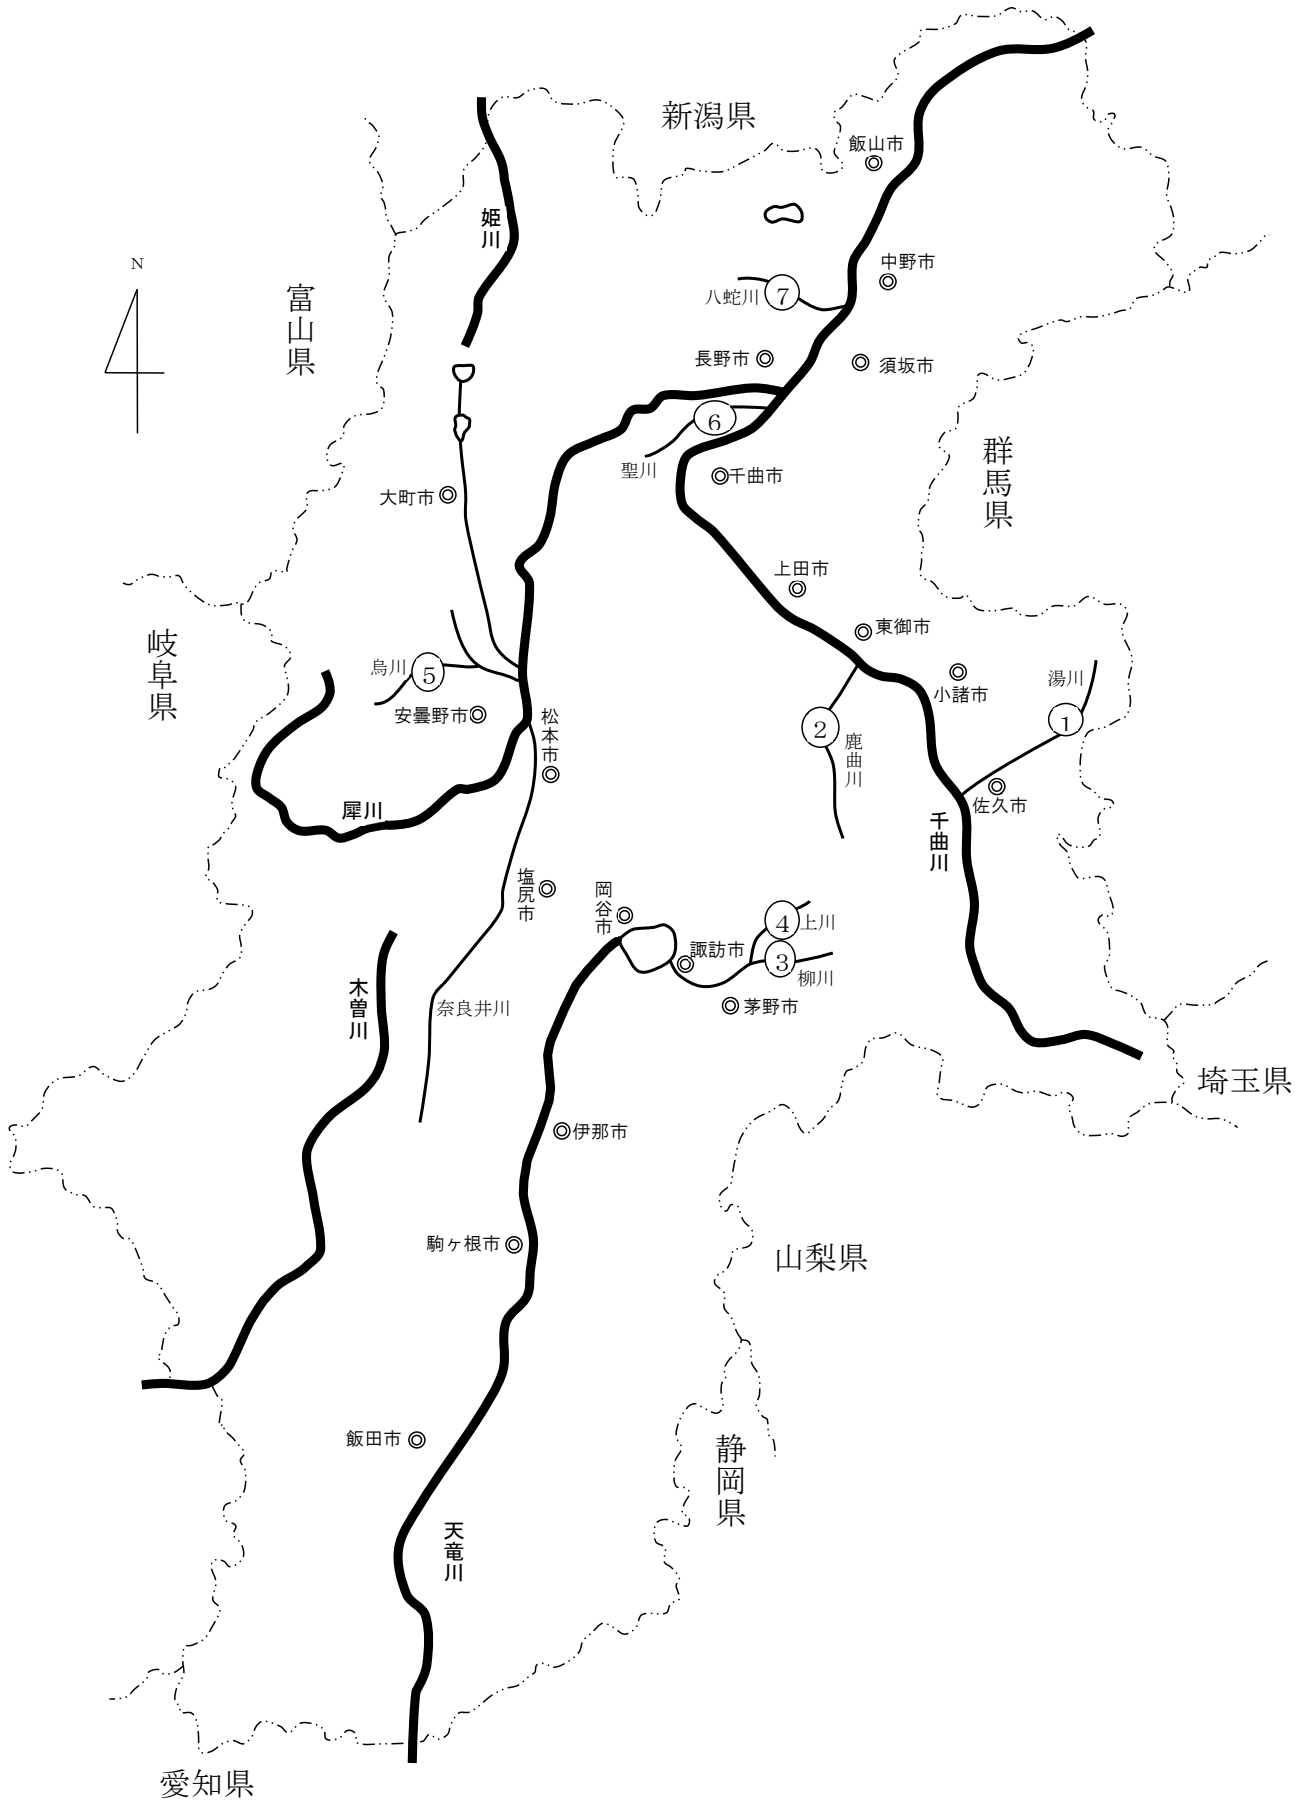 新潟県
飯山市
姫川
N
富山県
中野市
八蛇川
7
長野市
須坂市
6
聖川
千曲市
群馬県
大町市
上田市
東御市
岐阜県
烏川
5
小諸市
湯川
1
安曇野市
松本市
2
鹿曲川
佐久市
犀川
千曲川
塩尻市
岡谷市
4
上川
諏訪市
3
柳川
木曽川
奈良井川
茅野市
埼玉県
伊那市
駒ヶ根市
山梨県
飯田市
静岡県
天竜川
愛知県